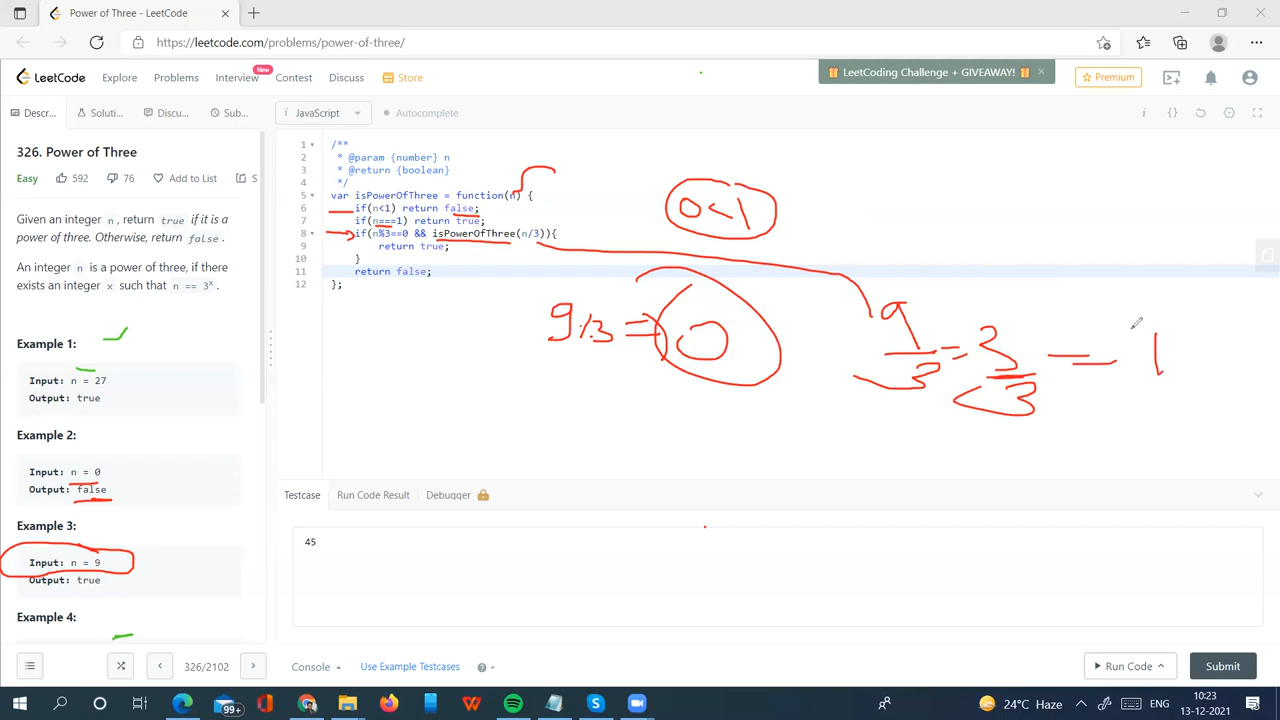 Power of Three - LeetCode
https://leetcode.com/problems/power-of-three/
LeetCode Explore Problems Interview New Contest Discuss Store
LeetCoding Challenge + GIVEAWAY!
Premium
Descr... Soluti... Discu... Sub...
i JavaScript Autocomplete
326. Power of Three
Easy 592 76 Add to List S
Given an integer n, return true if it is a
power of three. Otherwise, return false.
An integer n is a power of three, if there
exists an integer x such that n == 3ˣ.
Example 1:
Input: n = 27
Output: true
Example 2:
Input: n = 0
Output: false
Example 3:
Input: n = 9
Output: true
Example 4:
1 /**
2 * @param {number} n
3 * @return {boolean}
4 */
5 var isPowerOfThree = function(n) {
6 if(n<1) return false;
7 if(n===1) return true;
8 if(n%3==0 && isPowerOfThree(n/3)){
9 return true;
10 }
11 return false;
12 };
0<1
9%3=0
9/3=3/3=1
Testcase Run Code Result Debugger
45
326/2102
Console Use Example Testcases
Run Code Submit
99+
24°C Haze ENG
10:23
13-12-2021